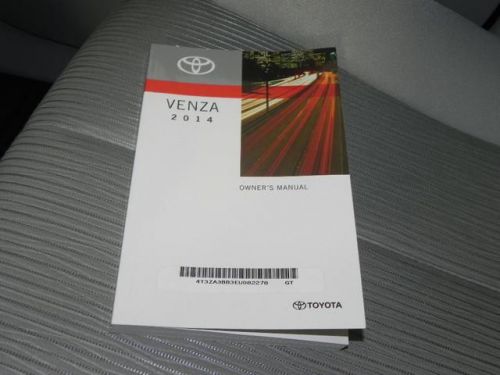 VENZA
2014
OWNER'S MANUAL
4T3ZA3BB3EU082270 GT
TOYOTA